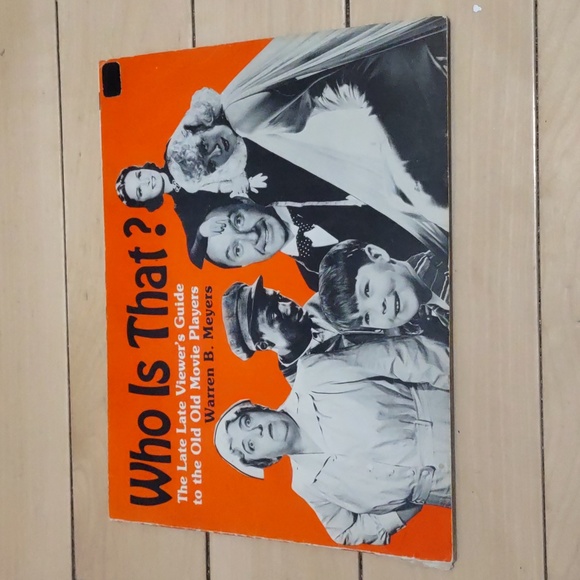 Who Is That?
The Late Late Viewer's Guide
to the Old Old Movie Players
Warren B. Meyers